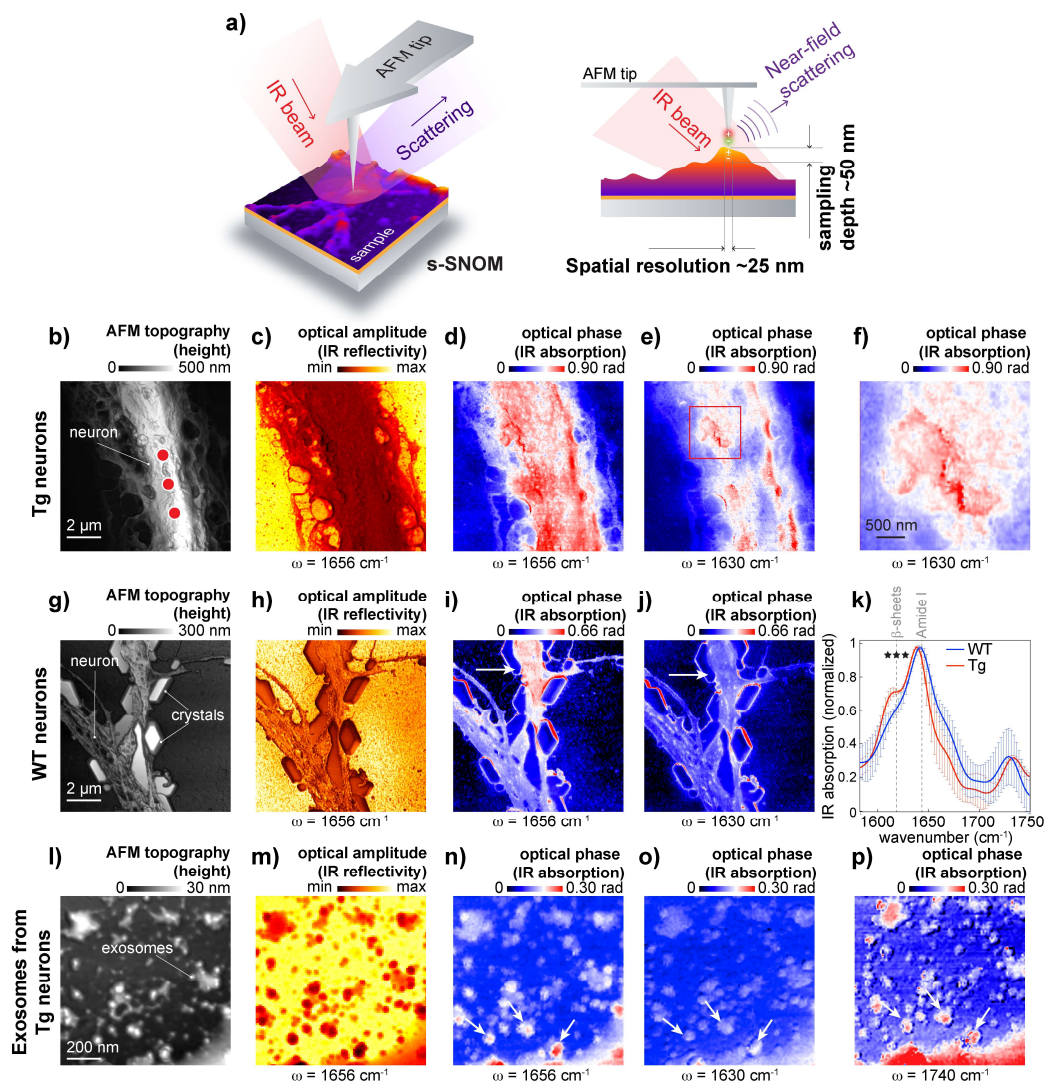 a)
AFM tip
IR beam
Scattering
sample
s-SNOM
AFM tip
IR beam
Near-field
scattering
sampling
depth ~50 nm
Spatial resolution ~25 nm
Tg neurons
b)
AFM topography
(height)
0 500 nm
neuron
2 µm
c)
optical amplitude
(IR reflectivity)
min max
ω = 1656 cm⁻¹
d)
optical phase
(IR absorption)
0 0.90 rad
ω = 1656 cm⁻¹
e)
optical phase
(IR absorption)
0 0.90 rad
ω = 1630 cm⁻¹
f)
optical phase
(IR absorption)
0 0.90 rad
500 nm
ω = 1630 cm⁻¹
WT neurons
g)
AFM topography
(height)
0 300 nm
neuron
crystals
2 µm
h)
optical amplitude
(IR reflectivity)
min max
ω = 1656 cm⁻¹
i)
optical phase
(IR absorption)
0 0.66 rad
ω = 1656 cm⁻¹
j)
optical phase
(IR absorption)
0 0.66 rad
ω = 1630 cm⁻¹
k)
β-sheets
Amide I
★★★
WT
Tg
IR absorption (normalized)
1
0.8
0.6
0.4
0.2
0
1600 1650 1700 1750
wavenumber (cm⁻¹)
Exosomes from
Tg neurons
l)
AFM topography
(height)
0 30 nm
exosomes
200 nm
m)
optical amplitude
(IR reflectivity)
min max
ω = 1656 cm⁻¹
n)
optical phase
(IR absorption)
0 0.30 rad
ω = 1656 cm⁻¹
o)
optical phase
(IR absorption)
0 0.30 rad
ω = 1630 cm⁻¹
p)
optical phase
(IR absorption)
0 0.30 rad
ω = 1740 cm⁻¹